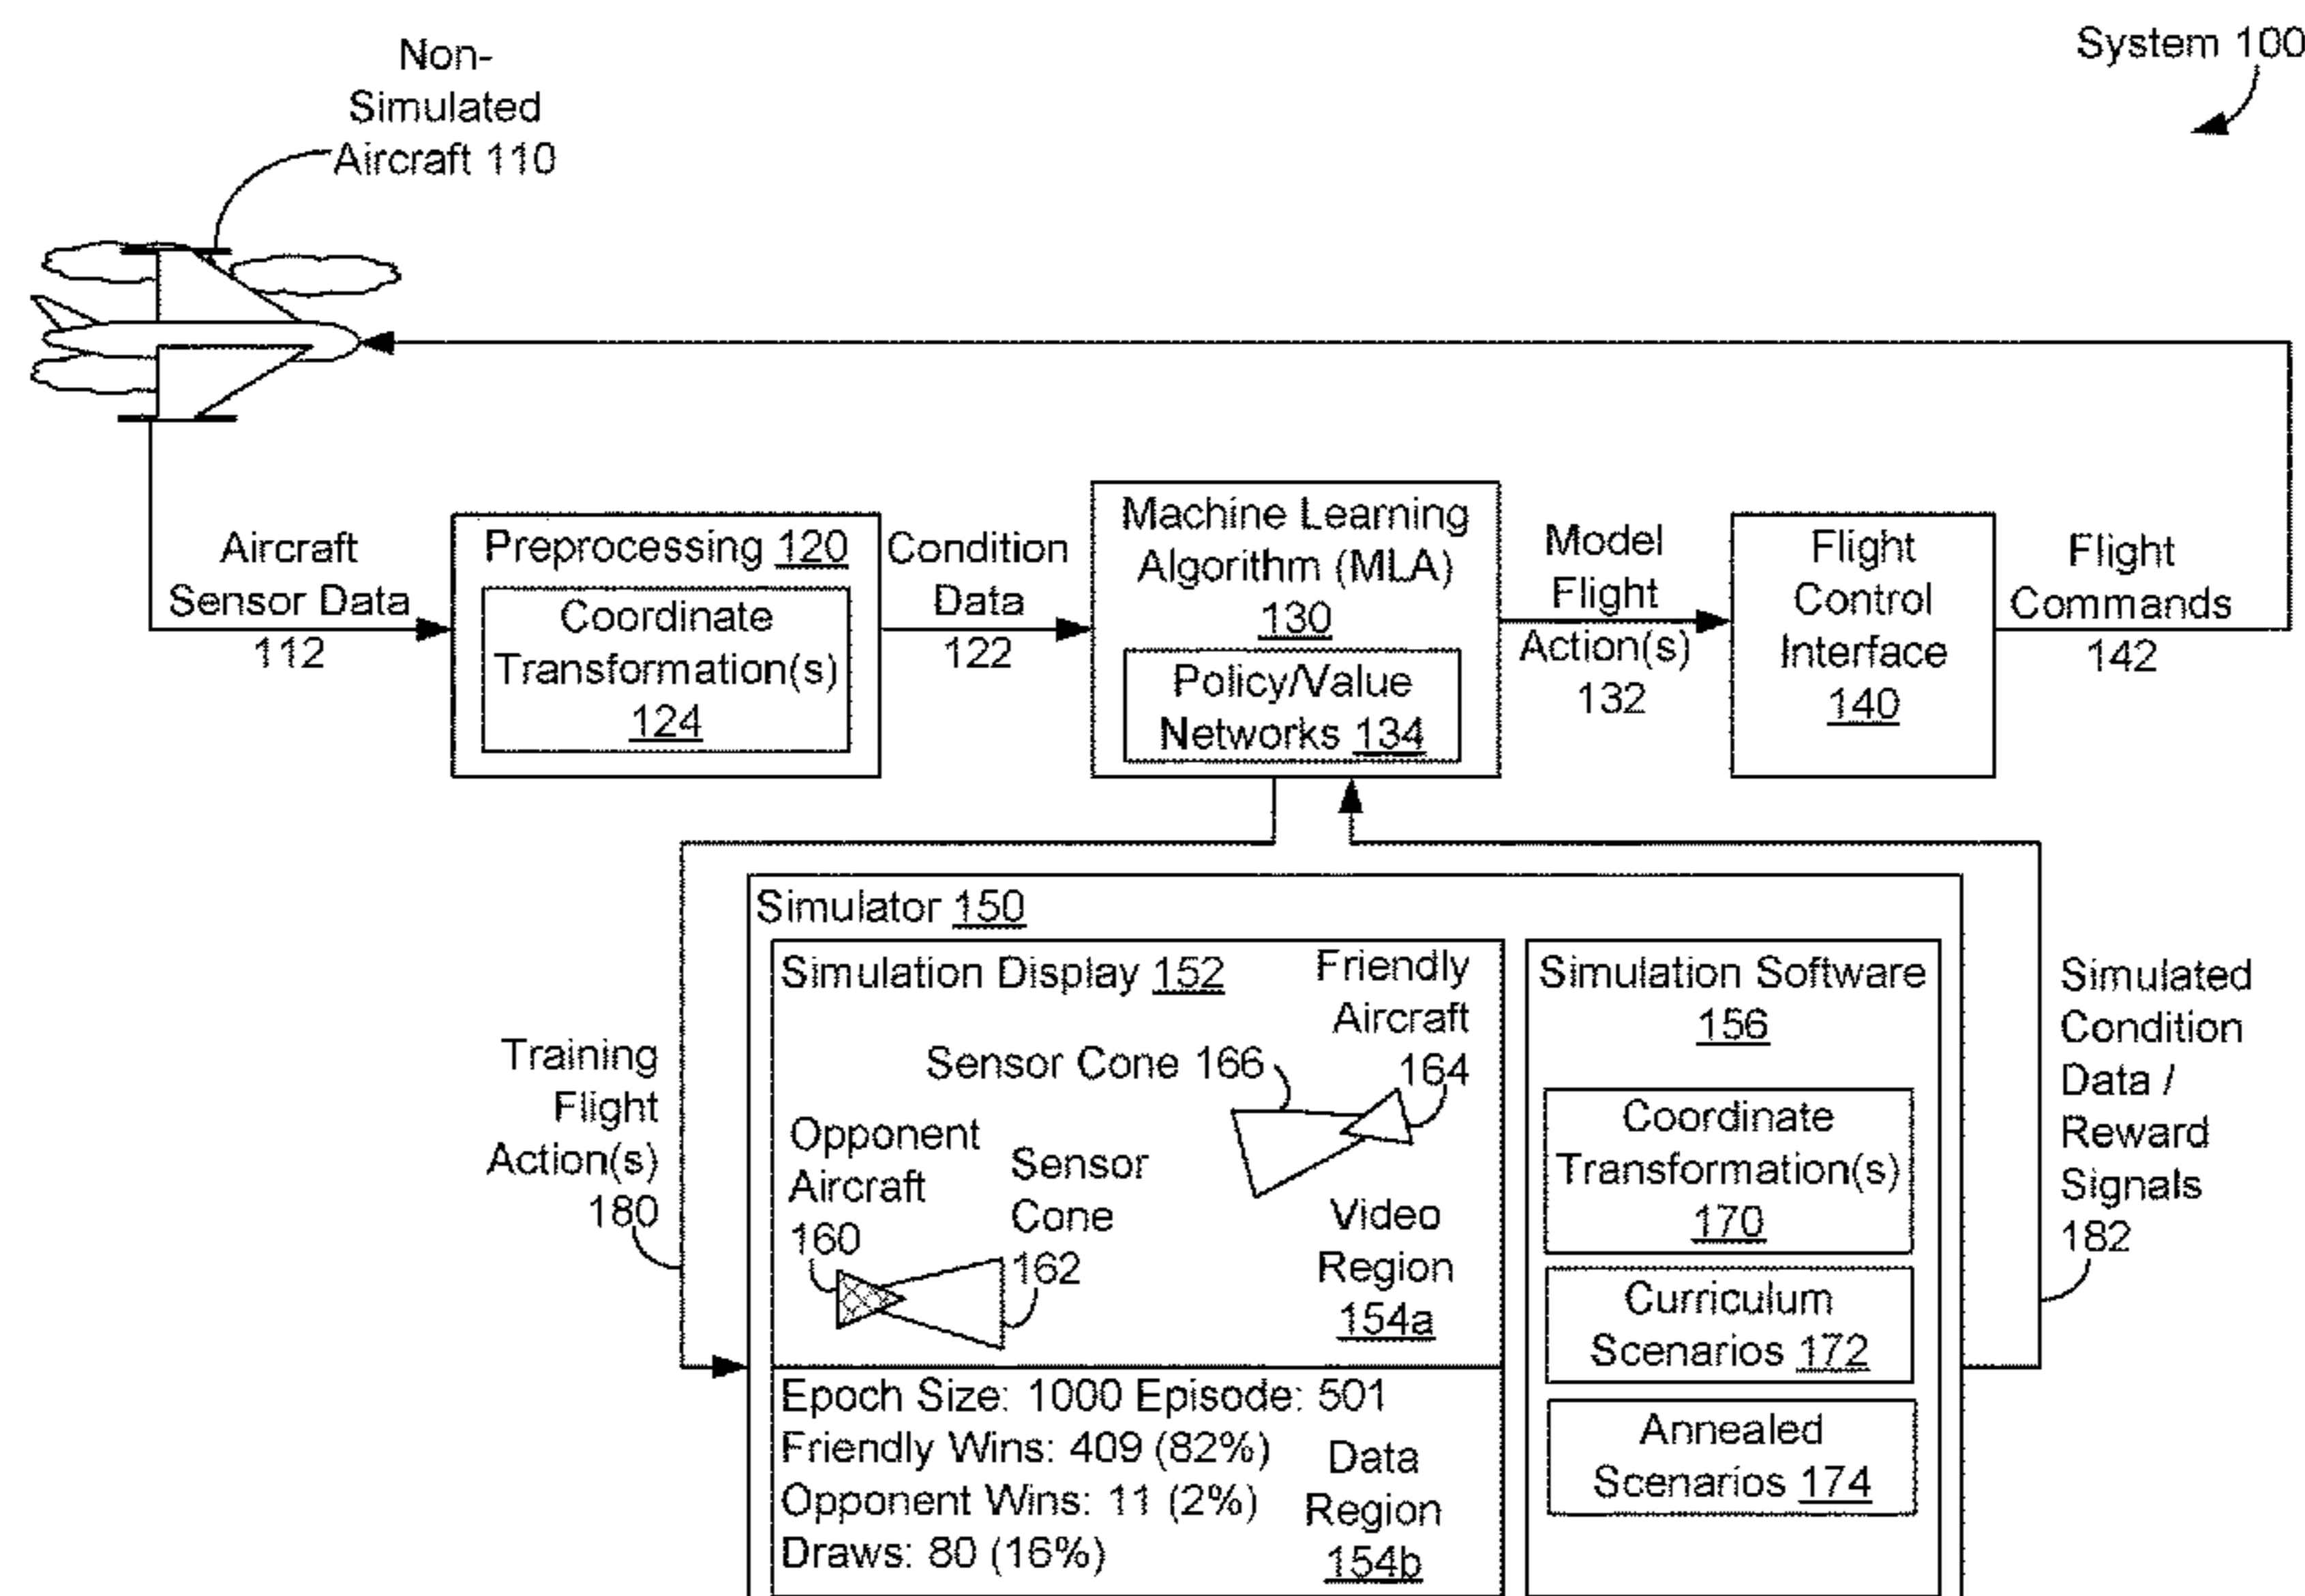 System 100
Non-
Simulated
Aircraft 110
Aircraft
Sensor Data
112
Preprocessing 120
Coordinate
Transformation(s)
124
Condition
Data
122
Machine Learning
Algorithm (MLA)
130
Policy/Value
Networks 134
Model
Flight
Action(s)
132
Flight
Control
Interface
140
Flight
Commands
142
Training
Flight
Action(s)
180
Simulator 150
Simulation Display 152
Friendly
Aircraft
164
Sensor Cone 166
Opponent
Aircraft
160
Sensor
Cone
162
Video
Region
154a
Epoch Size: 1000 Episode: 501
Friendly Wins: 409 (82%)
Opponent Wins: 11 (2%)
Draws: 80 (16%)
Data
Region
154b
Simulation Software
156
Coordinate
Transformation(s)
170
Curriculum
Scenarios 172
Annealed
Scenarios 174
Simulated
Condition
Data /
Reward
Signals
182